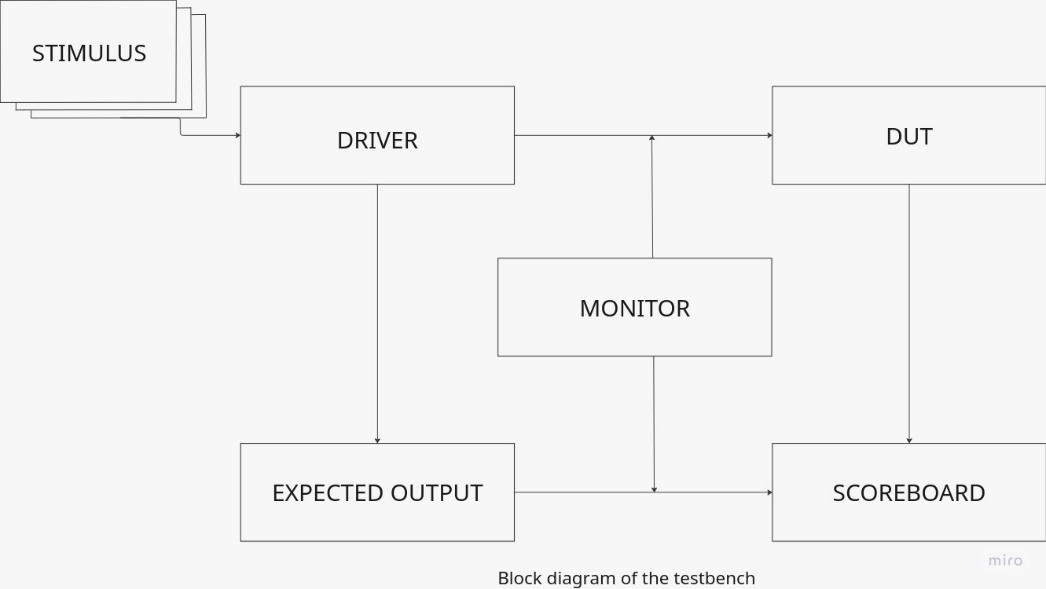 STIMULUS
DRIVER
DUT
MONITOR
EXPECTED OUTPUT
SCOREBOARD
miro
Block diagram of the testbench